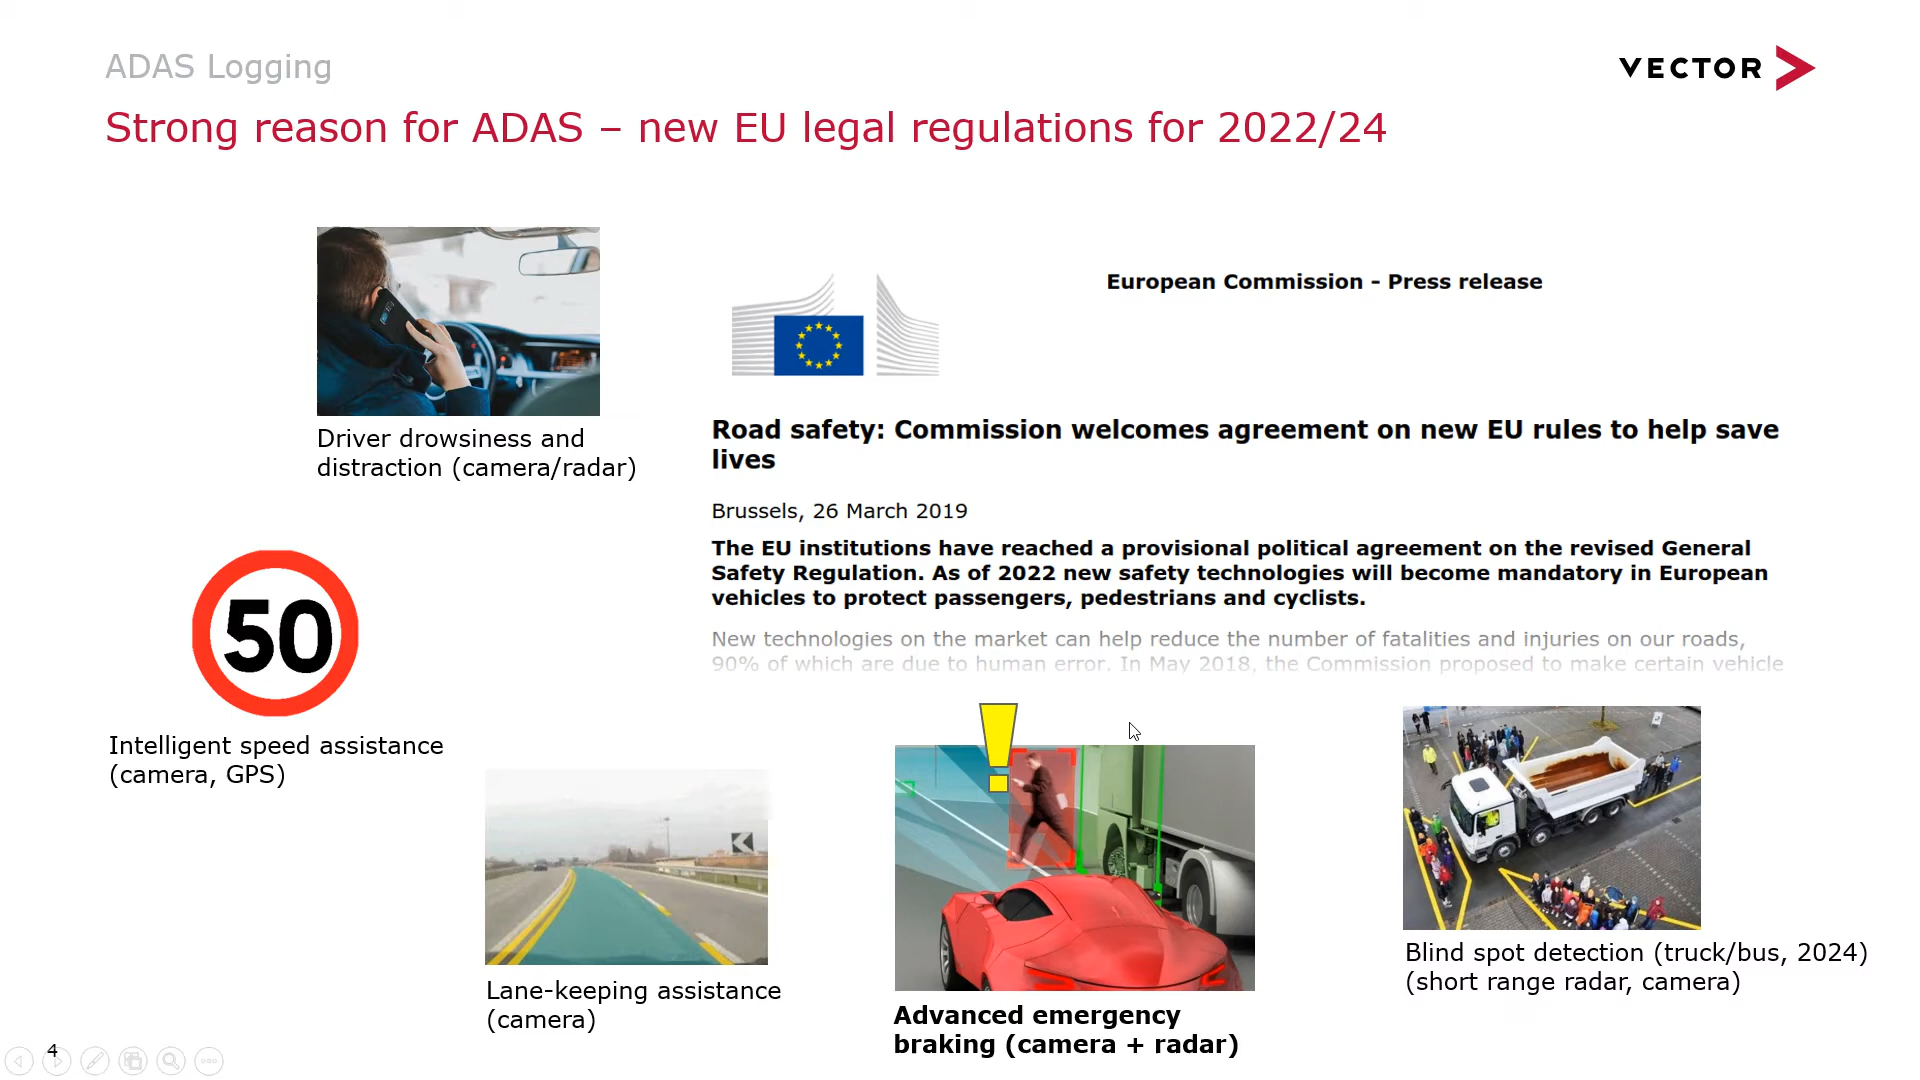 ADAS Logging
VECTOR
Strong reason for ADAS – new EU legal regulations for 2022/24
Driver drowsiness and
distraction (camera/radar)
European Commission - Press release
Road safety: Commission welcomes agreement on new EU rules to help save
lives
Brussels, 26 March 2019
The EU institutions have reached a provisional political agreement on the revised General
Safety Regulation. As of 2022 new safety technologies will become mandatory in European
vehicles to protect passengers, pedestrians and cyclists.
New technologies on the market can help reduce the number of fatalities and injuries on our roads,
90% of which are due to human error. In May 2018, the Commission proposed to make certain vehicle
50
Intelligent speed assistance
(camera, GPS)
Lane-keeping assistance
(camera)
!
Advanced emergency
braking (camera + radar)
Blind spot detection (truck/bus, 2024)
(short range radar, camera)
4